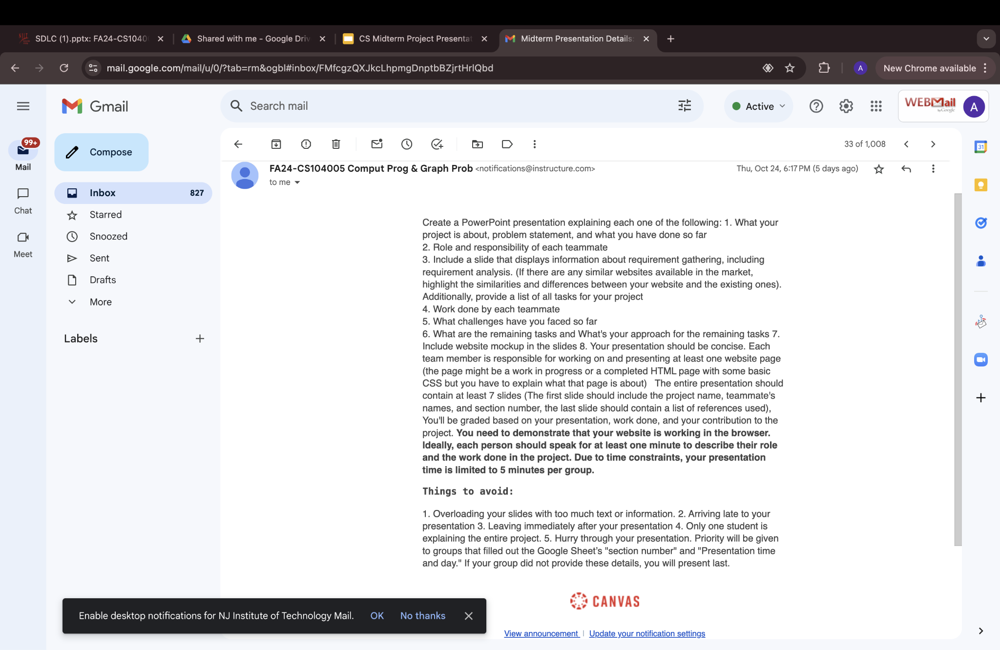 SDLC (1).pptx: FA24-CS1040
Shared with me - Google Driv
CS Midterm Project Presentat
Midterm Presentation Details:
mail.google.com/mail/u/0/?tab=rm&ogbl#inbox/FMfcgzQXJkcLhpmgDnptbBZjrtHrlQbd
A
New Chrome available
Gmail
Search mail
Active
WEBMail
by Google
A
99+
Mail
Chat
Meet
Compose
Inbox 827
Starred
Snoozed
Sent
Drafts
More
Labels
33 of 1,008
FA24-CS104005 Comput Prog & Graph Prob <notifications@instructure.com>
Thu, Oct 24, 6:17 PM (5 days ago)
to me
Create a PowerPoint presentation explaining each one of the following: 1. What your
project is about, problem statement, and what you have done so far
2. Role and responsibility of each teammate
3. Include a slide that displays information about requirement gathering, including
requirement analysis. (If there are any similar websites available in the market,
highlight the similarities and differences between your website and the existing ones).
Additionally, provide a list of all tasks for your project
4. Work done by each teammate
5. What challenges have you faced so far
6. What are the remaining tasks and What's your approach for the remaining tasks 7.
Include website mockup in the slides 8. Your presentation should be concise. Each
team member is responsible for working on and presenting at least one website page
(the page might be a work in progress or a completed HTML page with some basic
CSS but you have to explain what that page is about)   The entire presentation should
contain at least 7 slides (The first slide should include the project name, teammate's
names, and section number, the last slide should contain a list of references used),
You'll be graded based on your presentation, work done, and your contribution to the
project. You need to demonstrate that your website is working in the browser.
Ideally, each person should speak for at least one minute to describe their role
and the work done in the project. Due to time constraints, your presentation
time is limited to 5 minutes per group.
Things to avoid:
1. Overloading your slides with too much text or information. 2. Arriving late to your
presentation 3. Leaving immediately after your presentation 4. Only one student is
explaining the entire project. 5. Hurry through your presentation. Priority will be given
to groups that filled out the Google Sheet’s "section number" and "Presentation time
and day." If your group did not provide these details, you will present last.
CANVAS
View announcement | Update your notification settings
Enable desktop notifications for NJ Institute of Technology Mail. OK No thanks
31